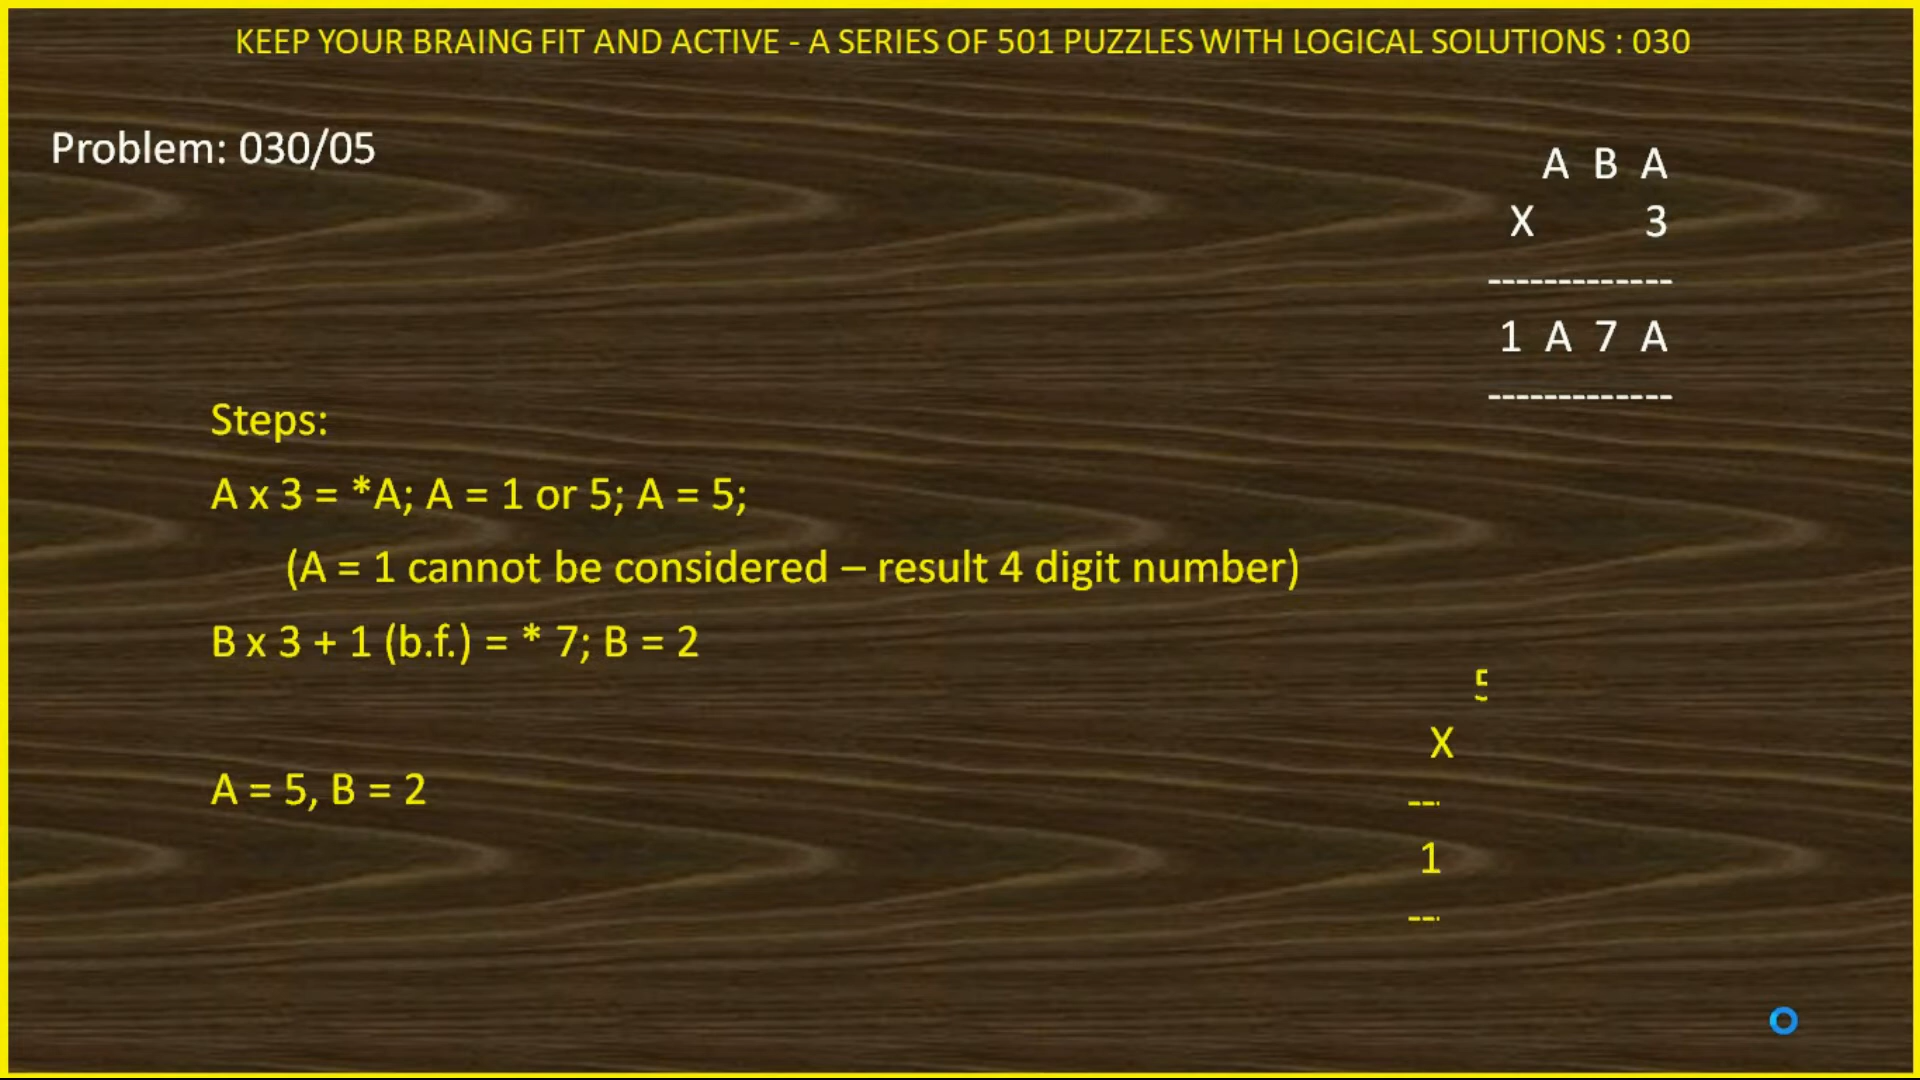 KEEP YOUR BRAING FIT AND ACTIVE - A SERIES OF 501 PUZZLES WITH LOGICAL SOLUTIONS : 030
Problem: 030/05
A B A
X 3
-------------
1 A 7 A
-------------
Steps:
A x 3 = *A; A = 1 or 5; A = 5;
(A = 1 cannot be considered – result 4 digit number)
B x 3 + 1 (b.f.) = * 7; B = 2
A = 5, B = 2
5
X
---
1
---